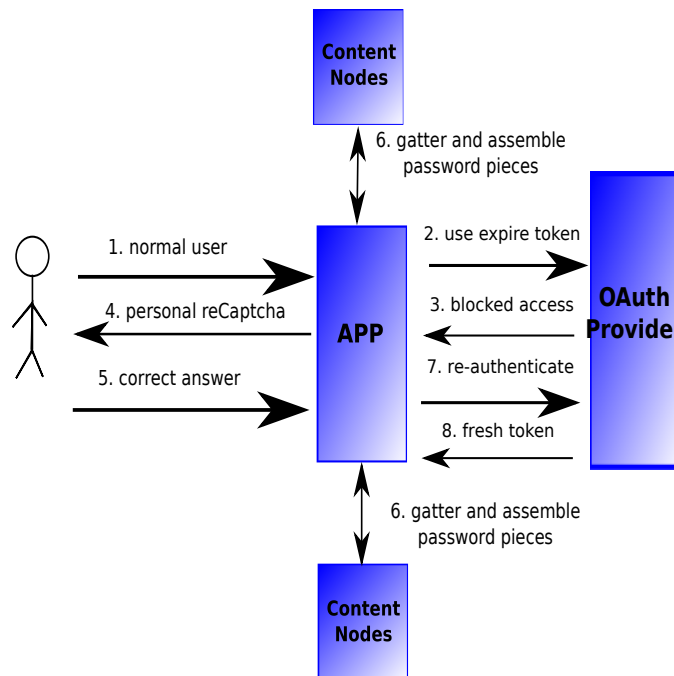 Content
Nodes
6. gatter and assemble
password pieces
1. normal user
2. use expire token
4. personal reCaptcha
3. blocked access
APP
OAuth
Provide
7. re-authenticate
5. correct answer
8. fresh token
6. gatter and assemble
password pieces
Content
Nodes